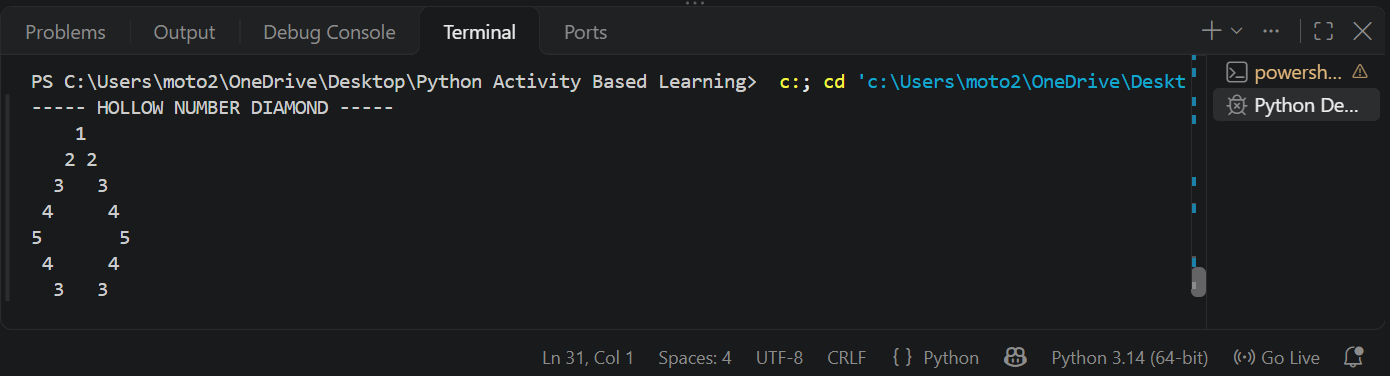 Problems Output Debug Console Terminal Ports
PS C:\Users\moto2\OneDrive\Desktop\Python Activity Based Learning>  c:; cd 'c:\Users\moto2\OneDrive\Deskt
----- HOLLOW NUMBER DIAMOND -----
    1
   2 2
  3   3
 4     4
5       5
 4     4
  3   3
powersh...
Python De...
Ln 31, Col 1 Spaces: 4 UTF-8 CRLF { } Python Python 3.14 (64-bit) Go Live